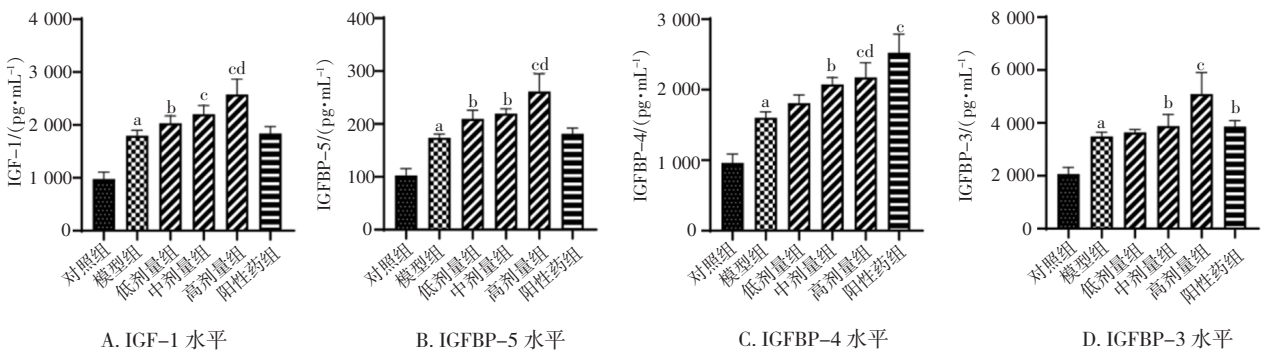 4 000
3 000
2 000
1 000
0
IGF-1/(pg•mL⁻¹)
a
b
c
cd
对照组
模型组
低剂量组
中剂量组
高剂量组
阳性药组
A. IGF-1 水平
400
300
200
100
0
IGFBP-5/(pg•mL⁻¹)
a
b
b
cd
对照组
模型组
低剂量组
中剂量组
高剂量组
阳性药组
B. IGFBP-5 水平
3 000
2 000
1 000
0
IGFBP-4/(pg•mL⁻¹)
a
b
cd
c
对照组
模型组
低剂量组
中剂量组
高剂量组
阳性药组
C. IGFBP-4 水平
8 000
6 000
4 000
2 000
0
IGFBP-3/(pg•mL⁻¹)
a
b
c
b
对照组
模型组
低剂量组
中剂量组
高剂量组
阳性药组
D. IGFBP-3 水平